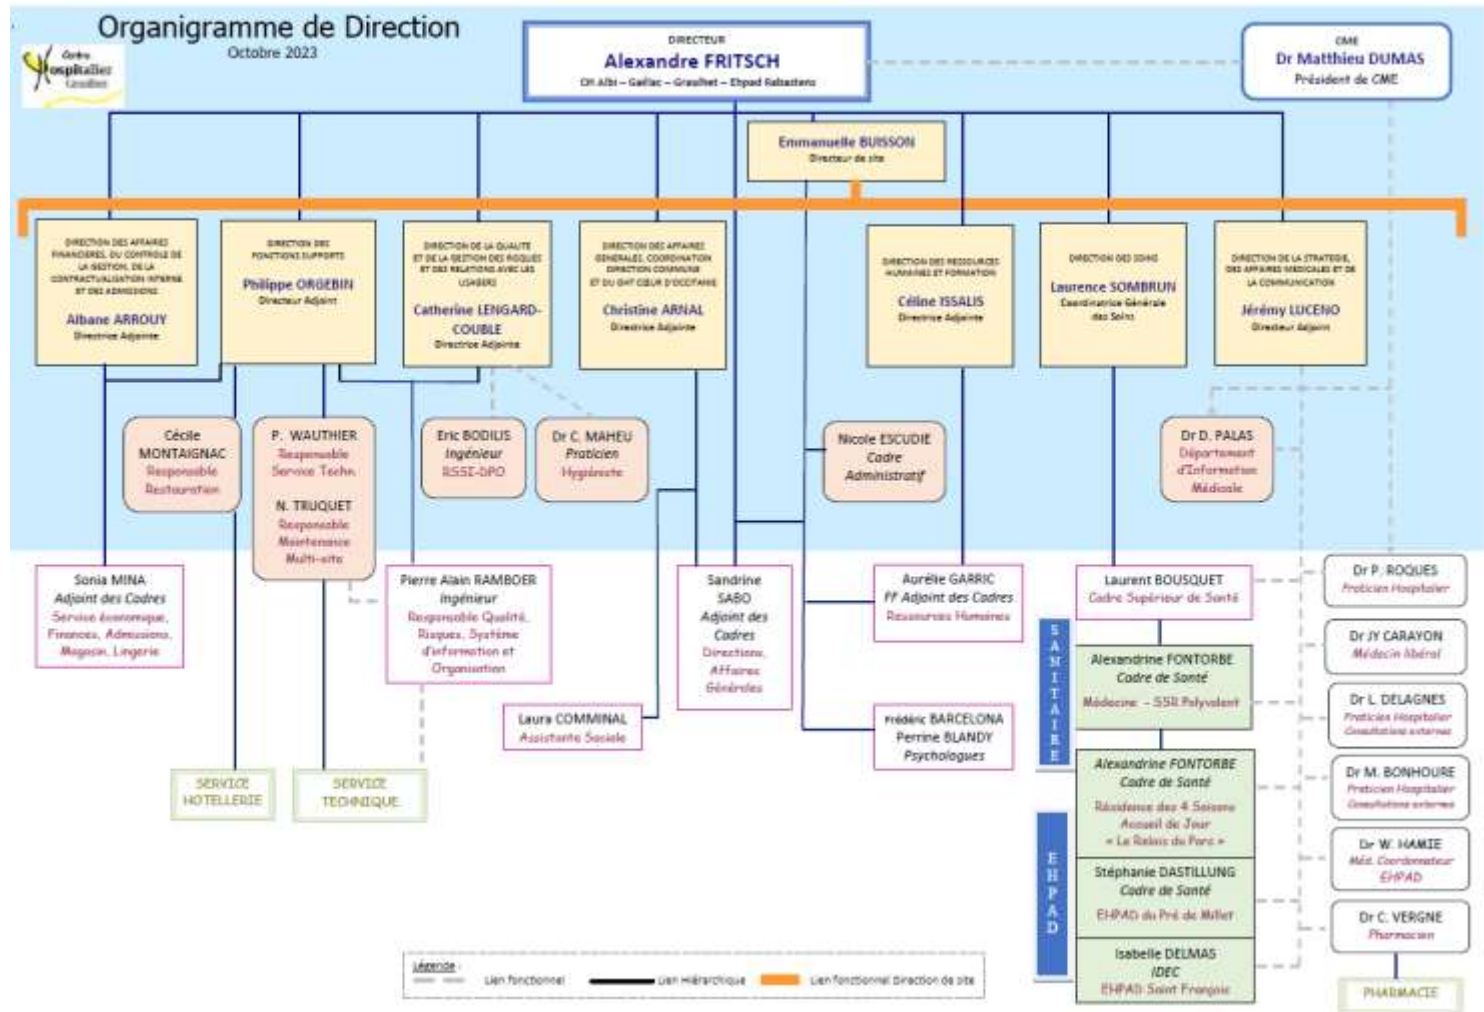 Organigramme de Direction
Octobre 2023
Centre
Hospitalier
Graulhet
DIRECTEUR
Alexandre FRITSCH
CH Albi – Gaillac – Graulhet – Ehpad Rabastens
CME
Dr Matthieu DUMAS
Président de CME
Emmanuelle BUISSON
Directeur de site
DIRECTION DES AFFAIRES
FINANCIERES, DU CONTROLE DE
LA GESTION, DE LA
CONTRACTUALISATION INTERNE
ET DES ADMISSIONS
Albane ARROUY
Directrice Adjointe
DIRECTION DES
FONCTIONS SUPPORTS
Philippe ORGEBIN
Directeur Adjoint
DIRECTION DE LA QUALITE
ET DE LA GESTION DES RISQUES
ET DES RELATIONS AVEC LES
USAGERS
Catherine LENGARD-
COUBLE
Directrice Adjointe
DIRECTION DES AFFAIRES
GENERALES, COORDINATION
DIRECTION COMMUNE
ET DU GHT CŒUR D'OCCITANIE
Christine ARNAL
Directrice Adjointe
DIRECTION DES RESSOURCES
HUMAINES ET FORMATION
Céline ISSALIS
Directrice Adjointe
DIRECTION DES SOINS
Laurence SOMBRUN
Coordinatrice Générale
des Soins
DIRECTION DE LA STRATEGIE,
DES AFFAIRES MEDICALES ET DE
LA COMMUNICATION
Jérémy LUCENO
Directeur Adjoint
Cécile
MONTAIGNAC
Responsable
Restauration
P. WAUTHIER
Responsable
Service Techn.
N. TRUQUET
Responsable
Maintenance
Multi-site
Eric BODILIS
Ingénieur
RSSI-DPO
Dr C. MAHEU
Praticien
Hygiéniste
Nicole ESCUDIE
Cadre
Administratif
Dr D. PALAS
Département
d'Information
Médicale
Sonia MINA
Adjoint des Cadres
Service économique,
Finances, Admissions,
Magasin, Lingerie
Pierre Alain RAMBOER
Ingénieur
Responsable Qualité,
Risques, Système
d'information et
Organisation
Sandrine
SABO
Adjoint des
Cadres
Directions,
Affaires
Générales
Aurélie GARRIC
FF Adjoint des Cadres
Ressources Humaines
Laurent BOUSQUET
Cadre Supérieur de Santé
Dr P. ROQUES
Praticien Hospitalier
SANITAIRE
Alexandrine FONTORBE
Cadre de Santé
Médecine – SSR Polyvalent
Dr JY CARAYON
Médecin libéral
Dr L. DELAGNES
Praticien Hospitalier
Consultations externes
Laura COMMINAL
Assistante Sociale
Frédéric BARCELONA
Perrine BLANDY
Psychologues
SERVICE
HOTELLERIE
SERVICE
TECHNIQUE
Alexandrine FONTORBE
Cadre de Santé
Résidence des 4 Saisons
Accueil de Jour
« Le Relais du Parc »
Dr M. BONHOURE
Praticien Hospitalier
Consultations externes
EHPAD
Stéphanie DASTILLUNG
Cadre de Santé
EHPAD du Pré de Millet
Dr W. HAMIE
Méd. Coordonnateur
EHPAD
Isabelle DELMAS
IDEC
EHPAD Saint François
Dr C. VERGNE
Pharmacien
PHARMACIE
Légende :
Lien fonctionnel
Lien Hiérarchique
Lien fonctionnel Direction de site